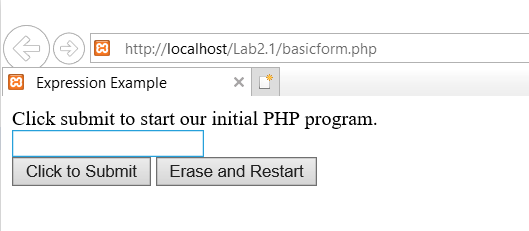 http://localhost/Lab2.1/basicform.php
Expression Example
Click submit to start our initial PHP program.
Click to Submit Erase and Restart